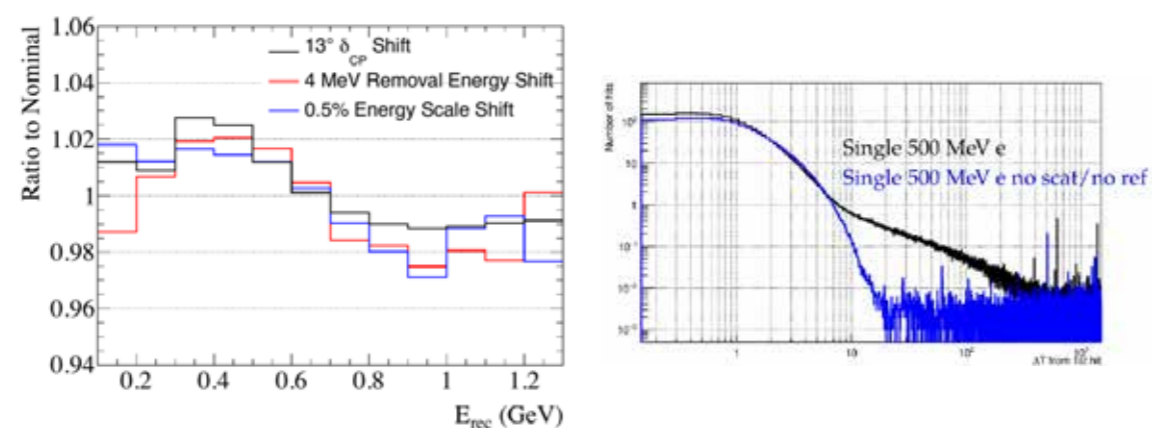 1.06
1.04
1.02
1
0.98
0.96
0.94
Ratio to Nominal
13° δCP Shift
4 MeV Removal Energy Shift
0.5% Energy Scale Shift
0.2 0.4 0.6 0.8 1 1.2
Erec (GeV)
Number of hits
Single 500 MeV e
Single 500 MeV e no scat/no ref
10
1
1 10 10²
ΔT from 1st hit